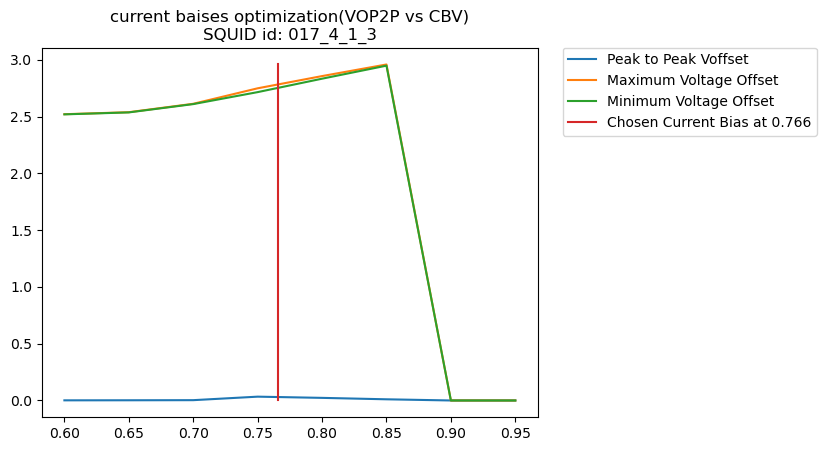 current baises optimization(VOP2P vs CBV)
SQUID id: 017_4_1_3
Peak to Peak Voffset
Maximum Voltage Offset
Minimum Voltage Offset
Chosen Current Bias at 0.766
3.0
2.5
2.0
1.5
1.0
0.5
0.0
0.60 0.65 0.70 0.75 0.80 0.85 0.90 0.95